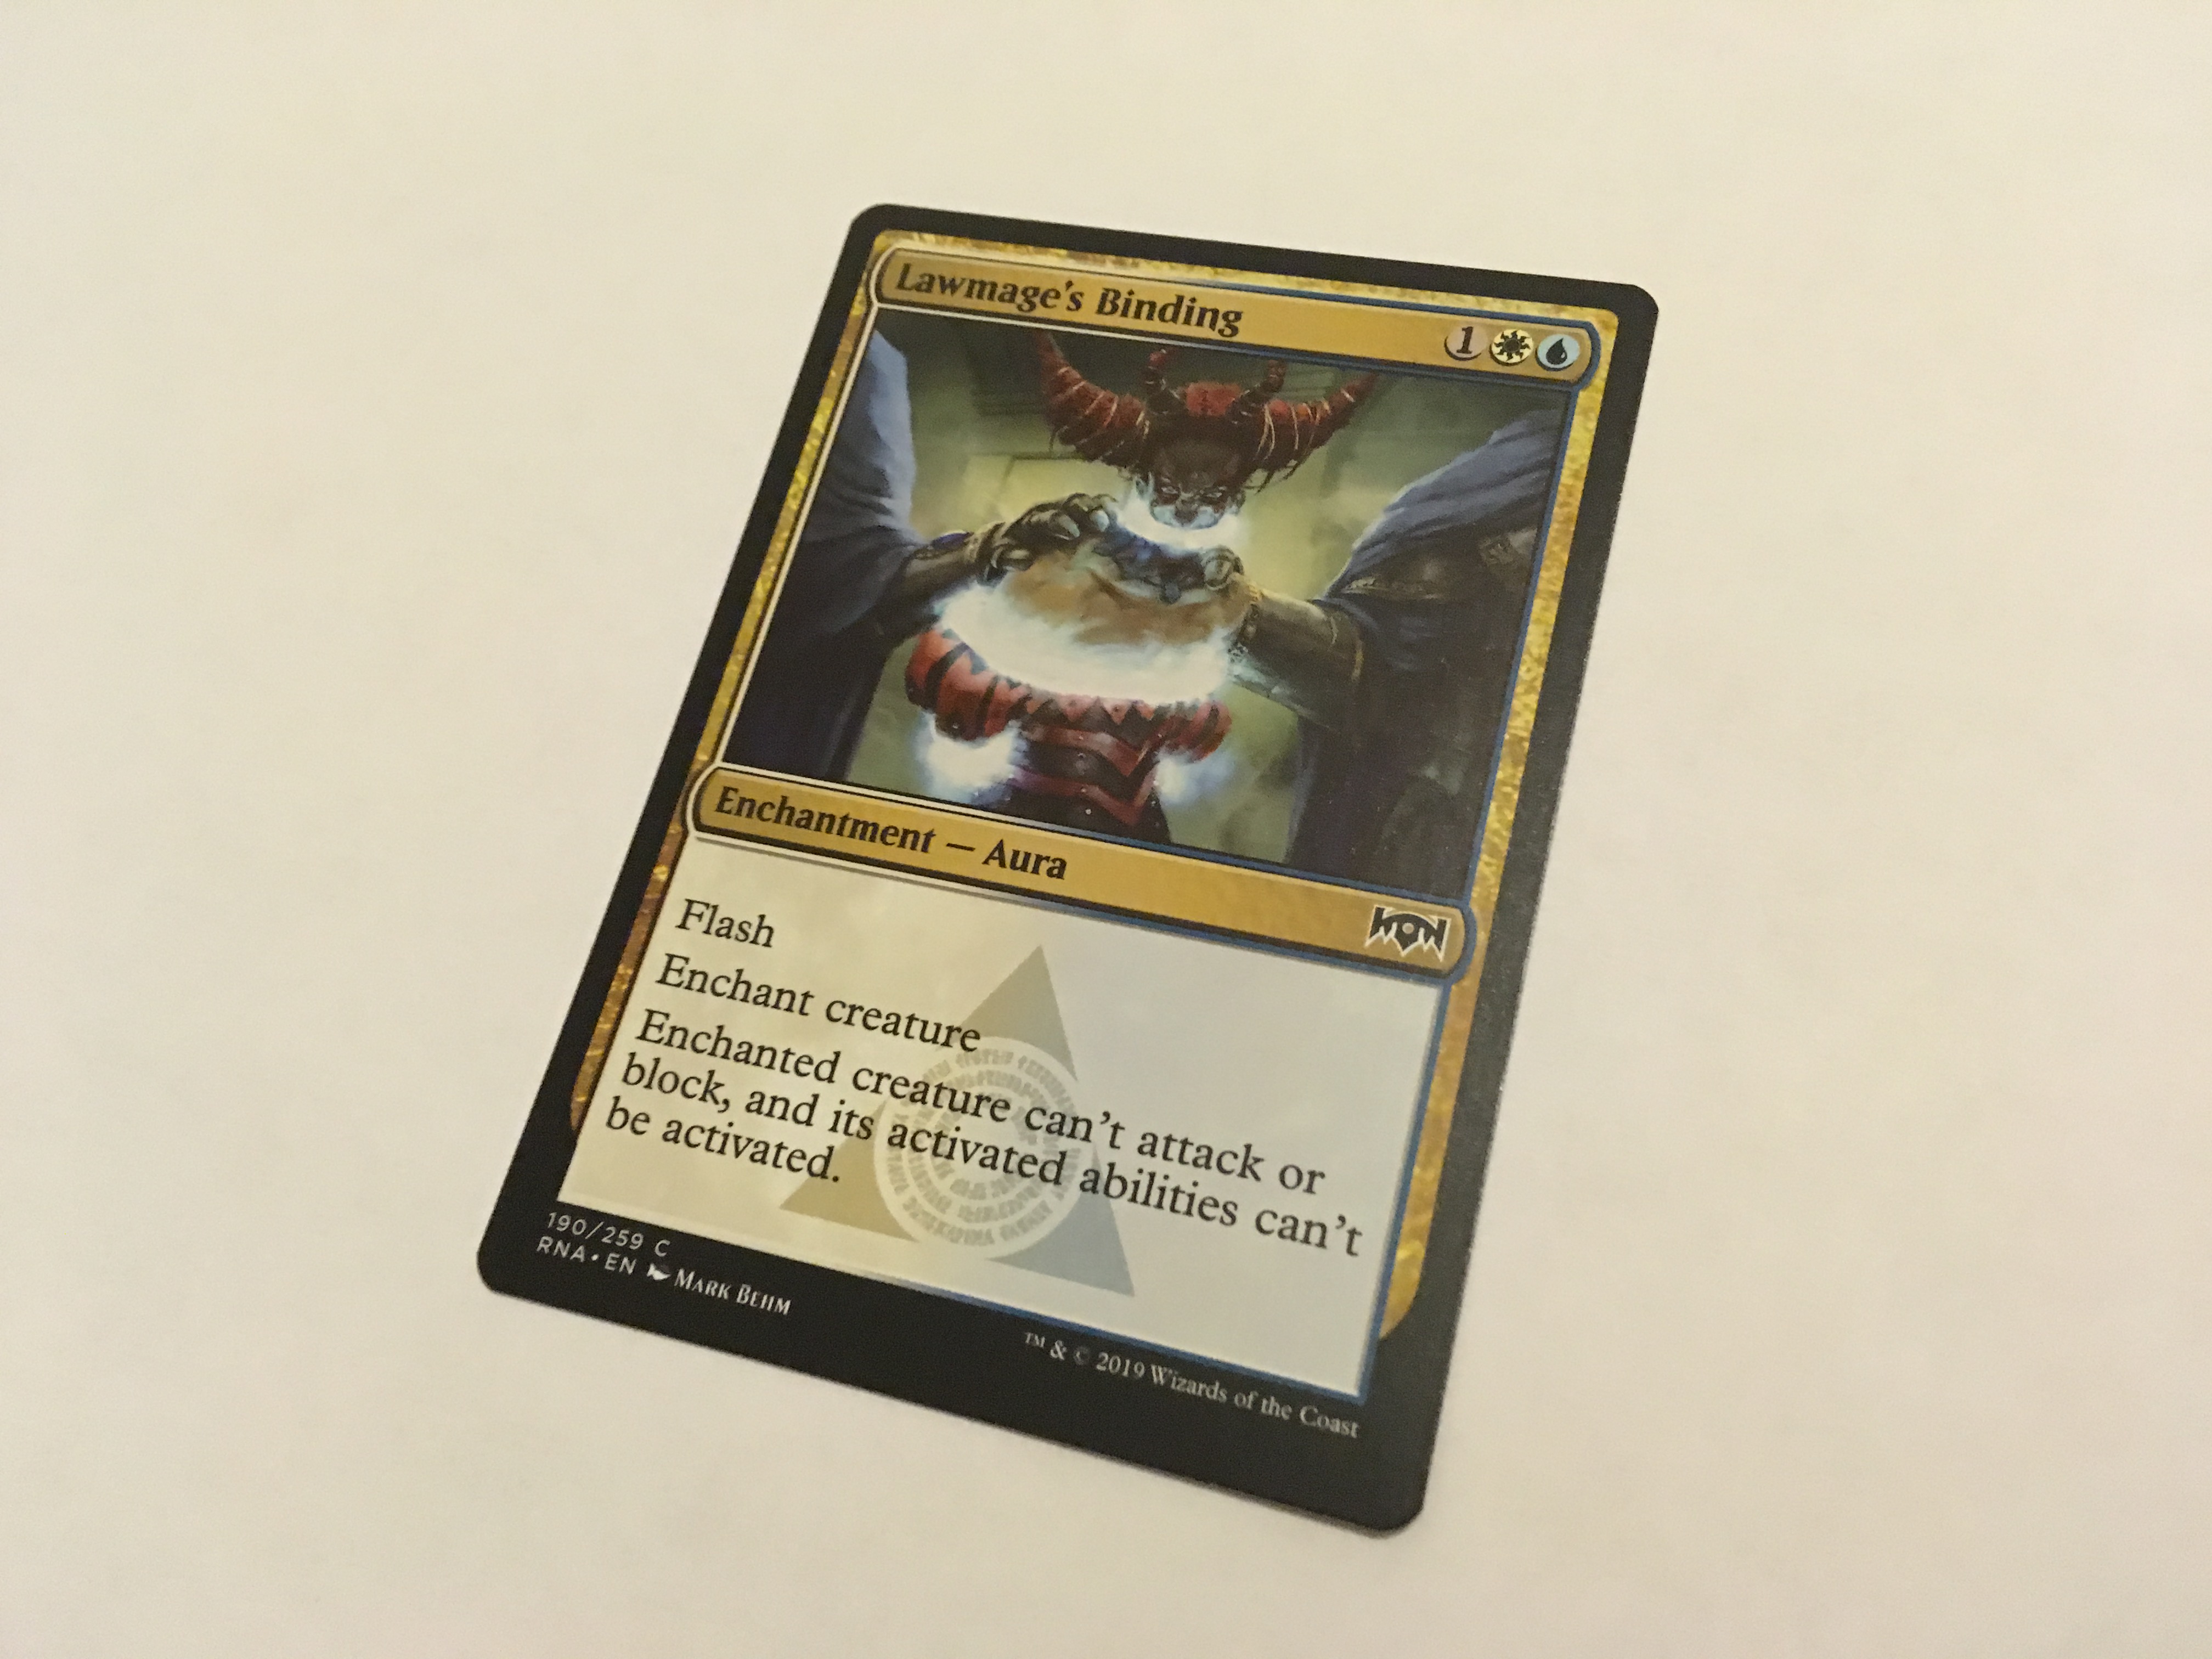 Lawmage's Binding
1
Enchantment — Aura
Flash
Enchant creature
Enchanted creature can't attack or
block, and its activated abilities can't
be activated.
190/259 C
RNA • EN MARK BEHM
™ & © 2019 Wizards of the Coast